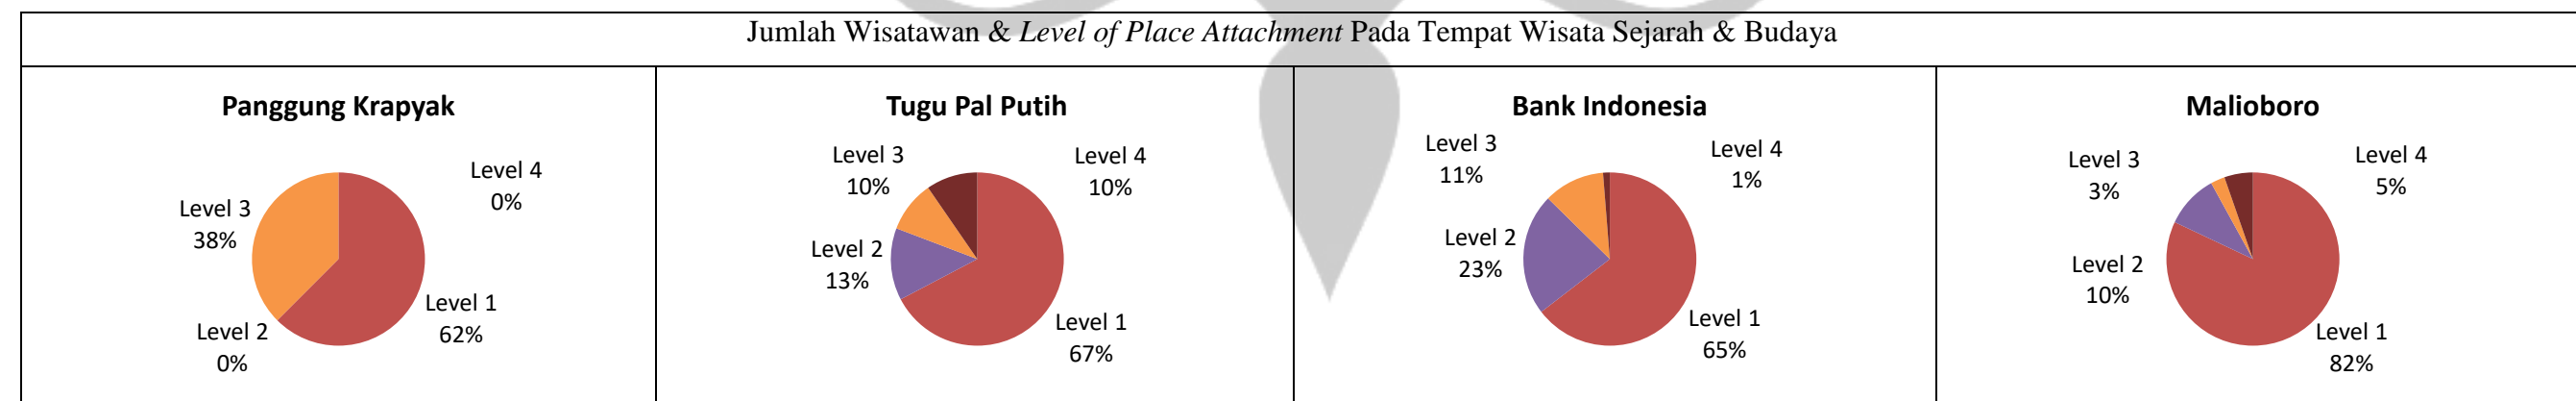 Jumlah Wisatawan & Level of Place Attachment Pada Tempat Wisata Sejarah & Budaya
Panggung Krapyak
Level 4
0%
Level 3
38%
Level 1
62%
Level 2
0%
Tugu Pal Putih
Level 3
10%
Level 4
10%
Level 2
13%
Level 1
67%
Bank Indonesia
Level 3
11%
Level 4
1%
Level 2
23%
Level 1
65%
Malioboro
Level 3
3%
Level 4
5%
Level 2
10%
Level 1
82%